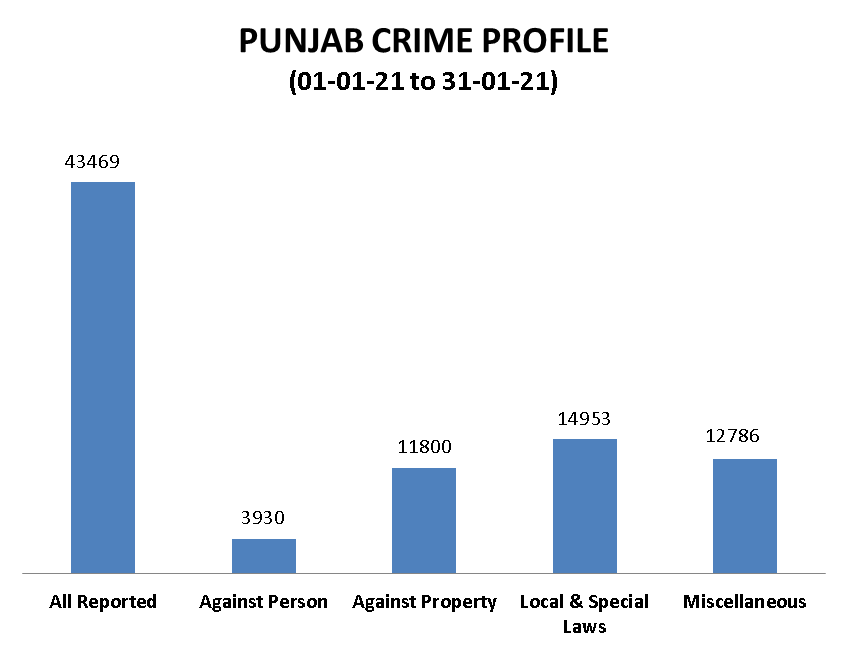 PUNJAB CRIME PROFILE
(01-01-21 to 31-01-21)
43469
3930
11800
14953
12786
All Reported
Against Person
Against Property
Local & Special
Laws
Miscellaneous